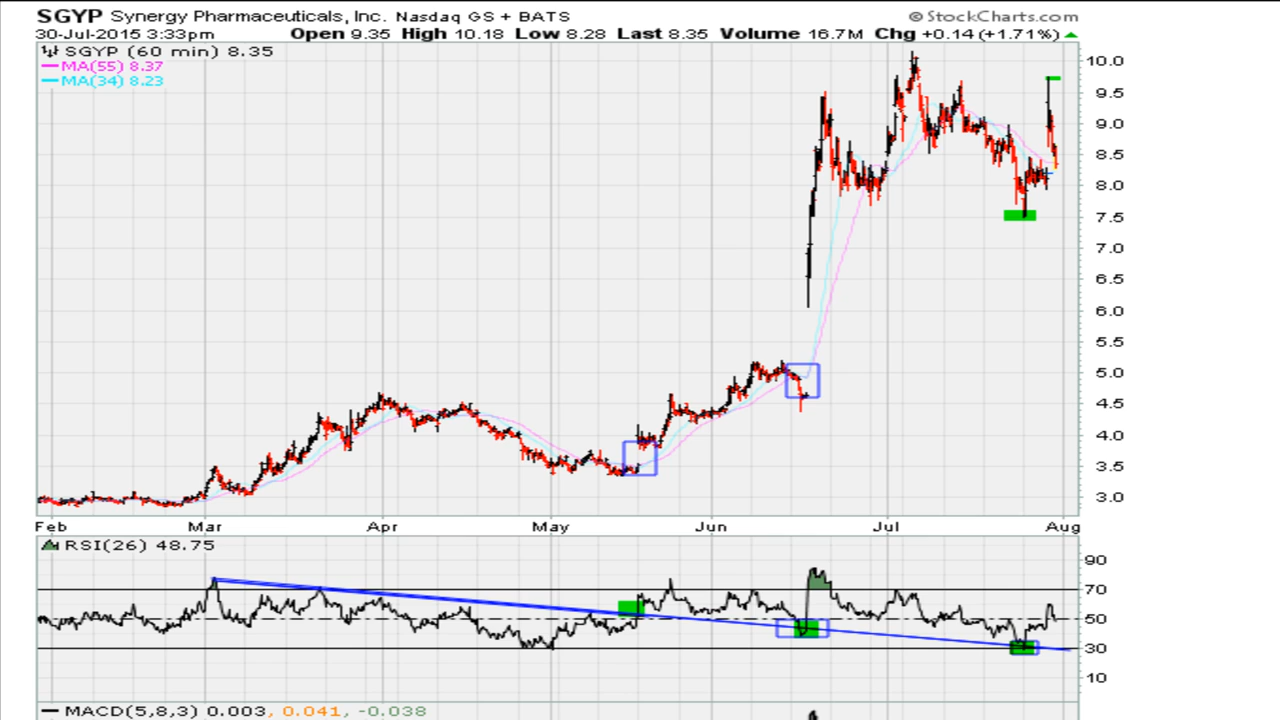 SGYP Synergy Pharmaceuticals, Inc. Nasdaq GS + BATS © StockCharts.com
30-Jul-2015 3:33pm Open 9.35 High 10.18 Low 8.28 Last 8.35 Volume 16.7M Chg +0.14 (+1.71%)
SGYP (60 min) 8.35
MA(55) 8.37
MA(34) 8.23
10.0
9.5
9.0
8.5
8.0
7.5
7.0
6.5
6.0
5.5
5.0
4.5
4.0
3.5
3.0
Feb Mar Apr May Jun Jul Aug
RSI(26) 48.75
90
70
50
30
10
MACD(5,8,3) 0.003, 0.041, -0.038